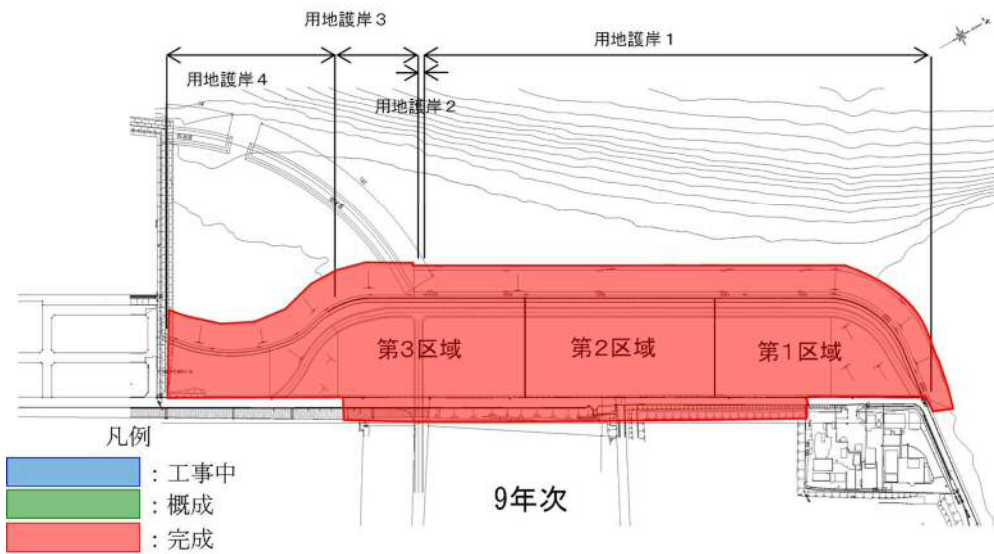 用地護岸3
用地護岸1
用地護岸4
用地護岸2
第3区域
第2区域
第1区域
凡例
：工事中
：概成
：完成
9年次